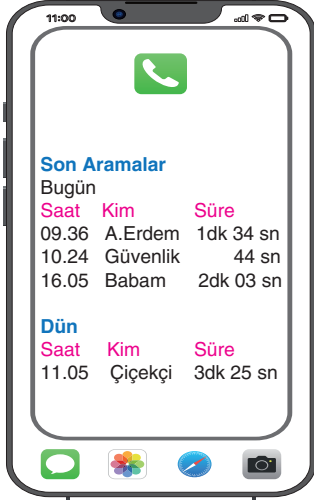 11:00
Son Aramalar
Bugün
Saat Kim Süre
09.36 A.Erdem 1dk 34 sn
10.24 Güvenlik 44 sn
16.05 Babam 2dk 03 sn
Dün
Saat Kim Süre
11.05 Çiçekçi 3dk 25 sn